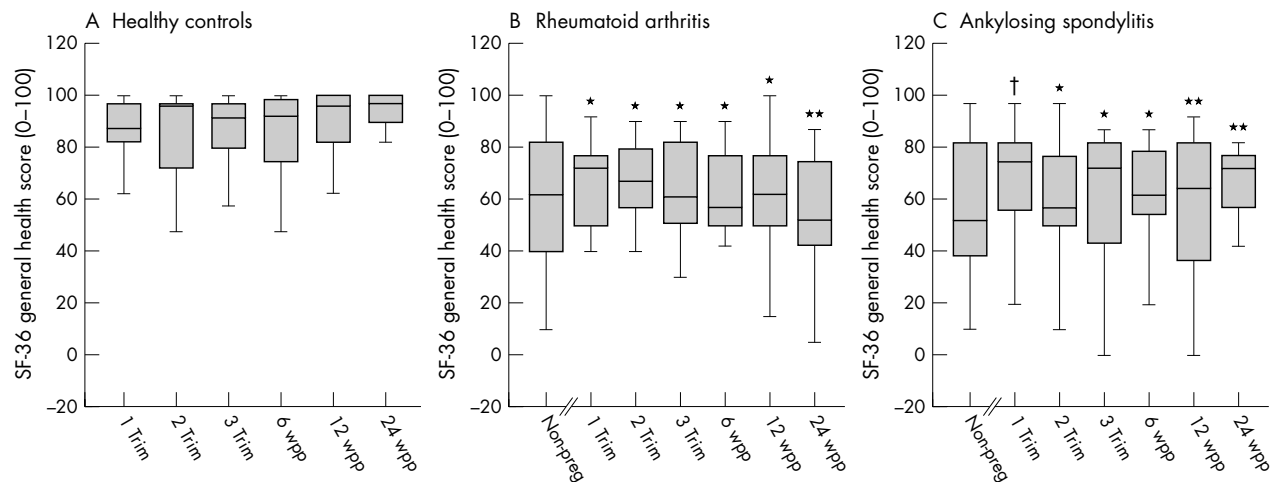 A Healthy controls
SF-36 general health score (0–100)
120
100
80
60
40
20
0
–20
1 Trim
2 Trim
3 Trim
6 wpp
12 wpp
24 wpp
B Rheumatoid arthritis
SF-36 general health score (0–100)
120
100
80
60
40
20
0
–20
★
★
★
★
★
★★
Non-preg
1 Trim
2 Trim
3 Trim
6 wpp
12 wpp
24 wpp
C Ankylosing spondylitis
SF-36 general health score (0–100)
120
100
80
60
40
20
0
–20
†
★
★
★
★★
★★
Non-preg
1 Trim
2 Trim
3 Trim
6 wpp
12 wpp
24 wpp